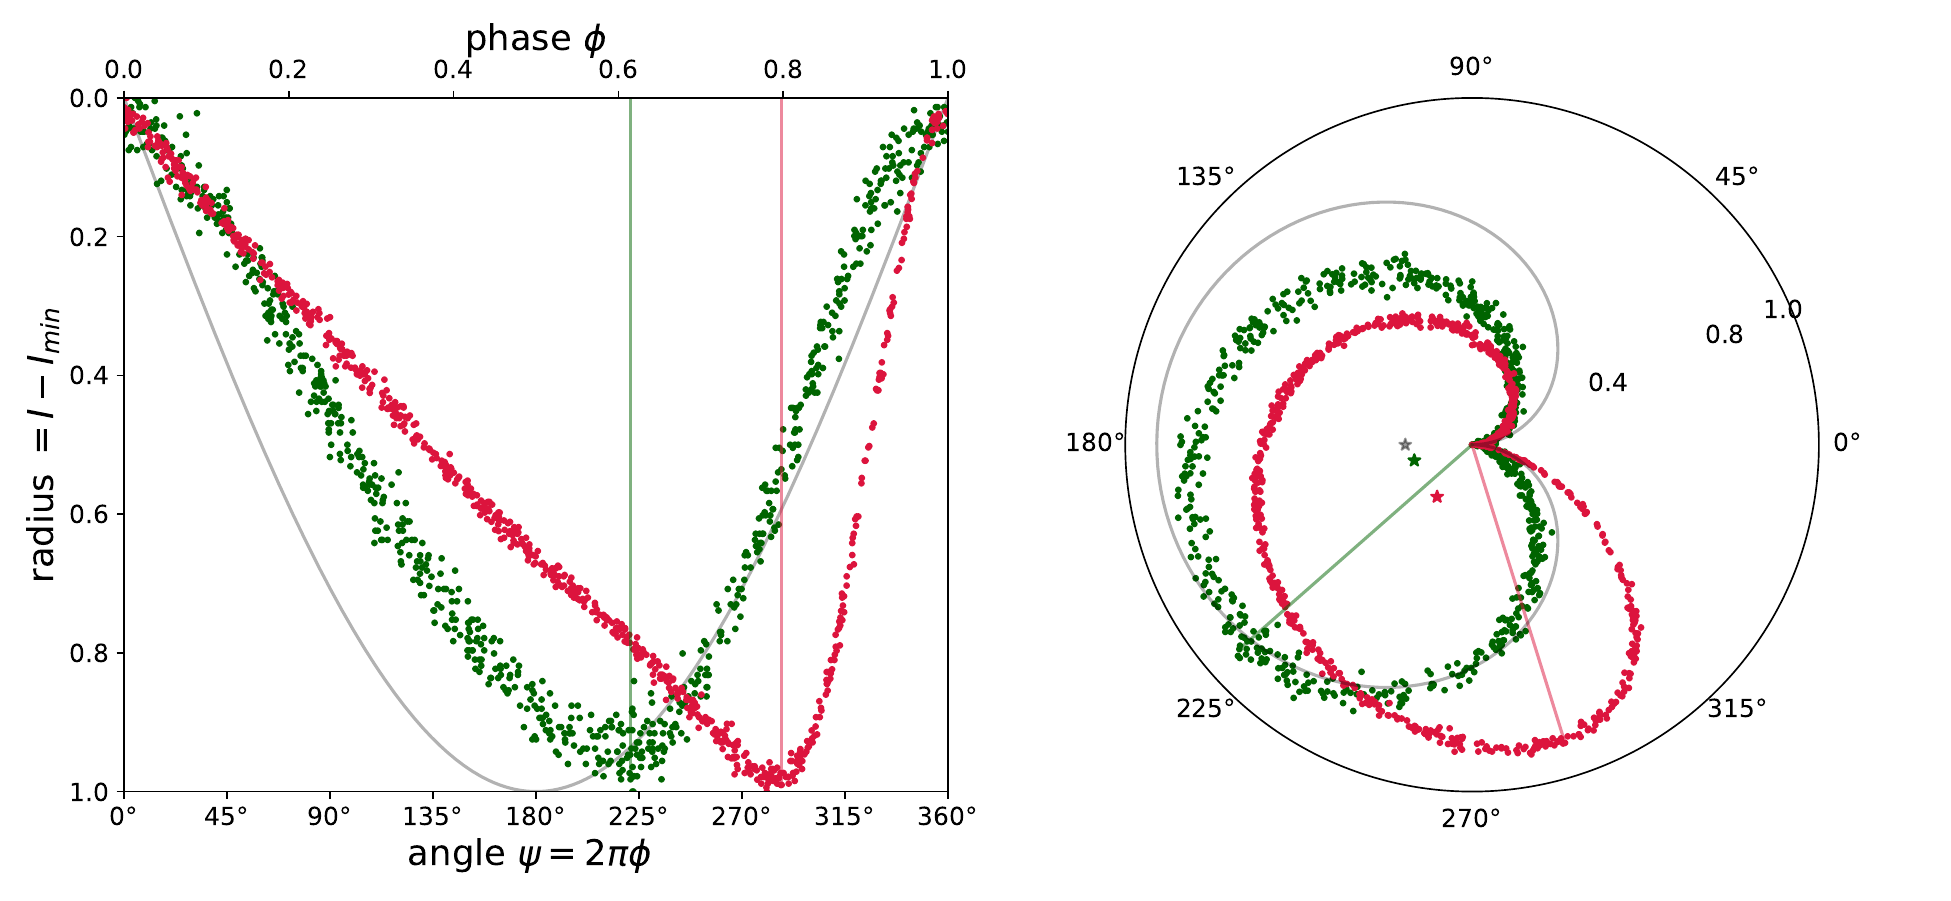 phase ϕ
0.0 0.2 0.4 0.6 0.8 1.0
0.0
0.2
0.4
0.6
0.8
1.0
radius = I − I_min
0° 45° 90° 135° 180° 225° 270° 315° 360°
angle ψ = 2πϕ
90°
135° 45°
1.0
0.8
0.4
180° 0°
225° 315°
270°